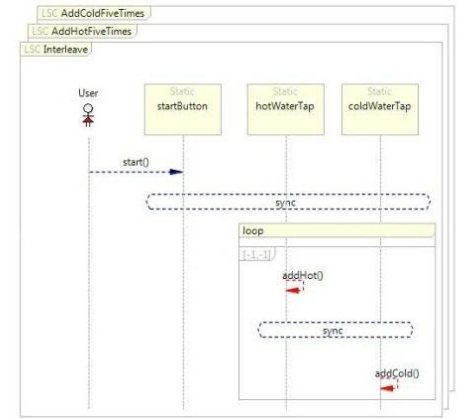 LSC AddColdFiveTimes
LSC AddHotFiveTimes
LSC Interleave
User
Static
startButton
Static
hotWaterTap
Static
coldWaterTap
start()
sync
loop
[-1,-1]
addHot()
sync
addCold()